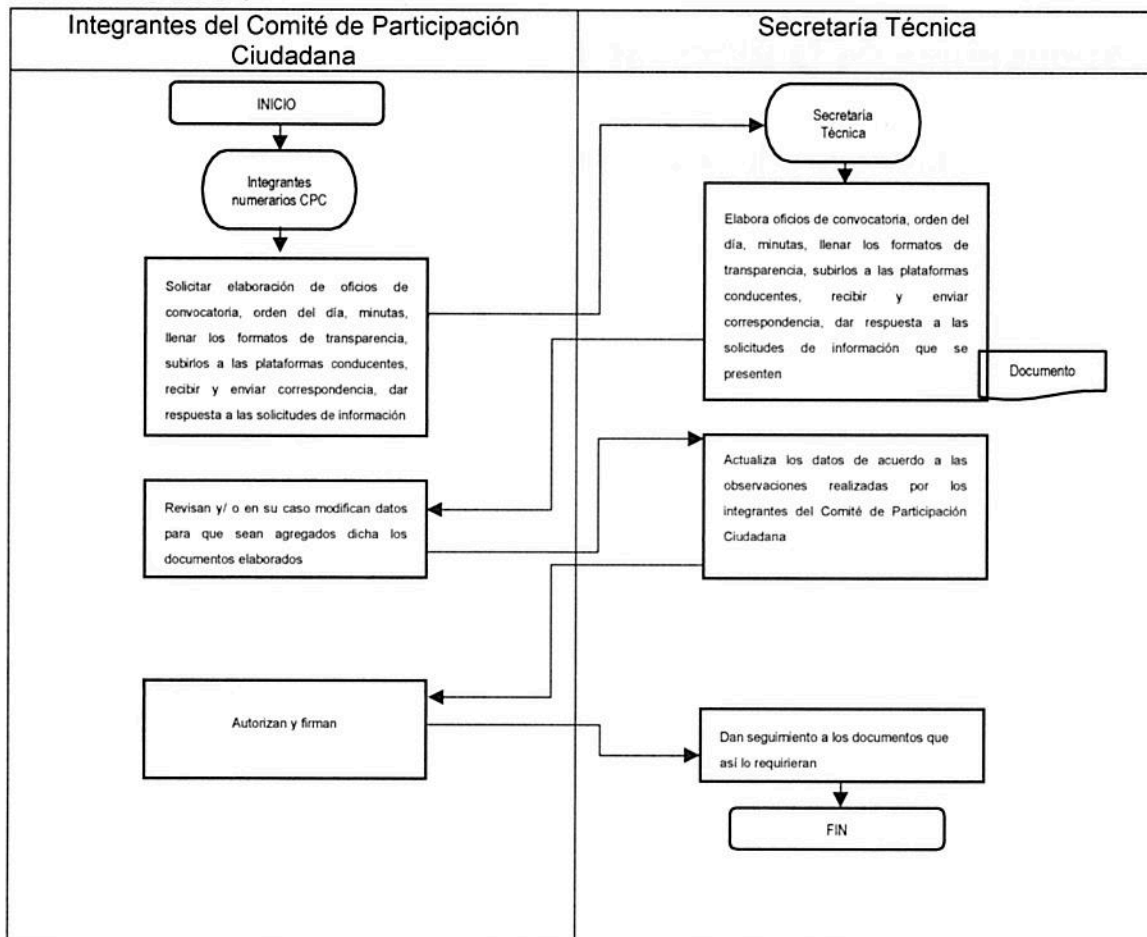 Integrantes del Comité de Participación
Ciudadana
Secretaría Técnica
INICIO
Integrantes
numerarios CPC
Solicitar elaboración de oficios de
convocatoria, orden del día, minutas,
llenar los formatos de transparencia,
subirlos a las plataformas conducentes,
recibir y enviar correspondencia, dar
respuesta a las solicitudes de información
Secretaría
Técnica
Elabora oficios de convocatoria, orden del
día, minutas, llenar los formatos de
transparencia, subirlos a las plataformas
conducentes, recibir y enviar
correspondencia, dar respuesta a las
solicitudes de información que se
presenten
Documento
Revisan y/ o en su caso modifican datos
para que sean agregados dicha los
documentos elaborados
Actualiza los datos de acuerdo a las
observaciones realizadas por los
integrantes del Comité de Participación
Ciudadana
Autorizan y firman
Dan seguimiento a los documentos que
así lo requirieran
FIN